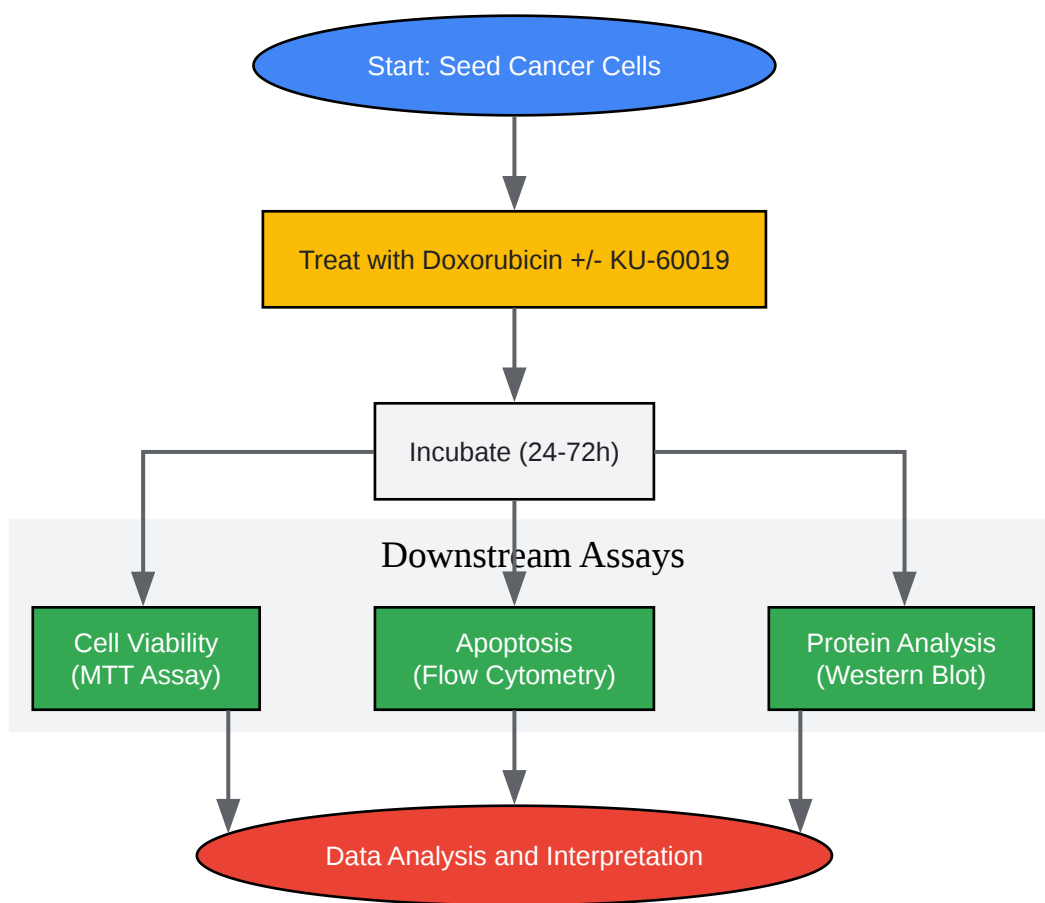 Start: Seed Cancer Cells
Treat with Doxorubicin +/- KU-60019
Incubate (24-72h)
Downstream Assays
Cell Viability
(MTT Assay)
Apoptosis
(Flow Cytometry)
Protein Analysis
(Western Blot)
Data Analysis and Interpretation